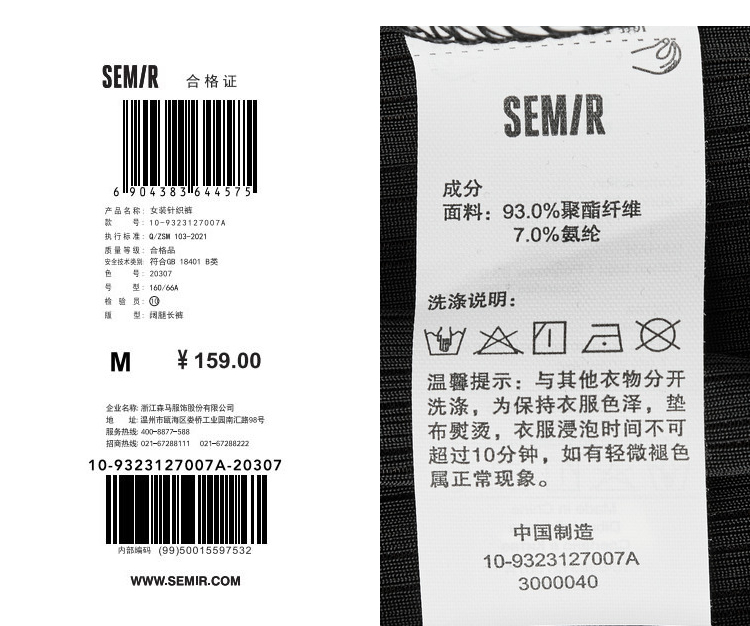 SEMIR 合格证
6 904383 644575
产品名称: 女装针织裤
款 号: 10-9323127007A
执行标准: Q/ZSM 103-2021
质量等级: 合格品
安全技术类别: 符合GB 18401 B类
色 号: 20307
号 型: 160/66A
检 验 员: 10
版 型: 阔腿长裤
M ¥ 159.00
企业名称: 浙江森马服饰股份有限公司
地 址: 温州市瓯海区娄桥工业园南汇路98号
服务热线: 400-8877-588
招商热线: 021-67288111 021-67288222
10-9323127007A-20307
内部编码 (99)50015597532
WWW.SEMIR.COM
SEMIR
成分
面料: 93.0%聚酯纤维
7.0%氨纶
洗涤说明:
温馨提示: 与其他衣物分开
洗涤, 为保持衣服色泽, 垫
布熨烫, 衣服浸泡时间不可
超过10分钟, 如有轻微褪色
属正常现象。
中国制造
10-9323127007A
3000040